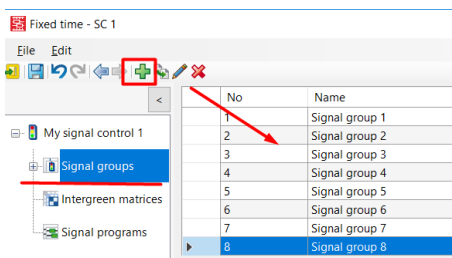 Fixed time - SC 1
File Edit
<
No Name
My signal control 1
Signal groups
Intergreen matrices
Signal programs
1 Signal group 1
2 Signal group 2
3 Signal group 3
4 Signal group 4
5 Signal group 5
6 Signal group 6
7 Signal group 7
8 Signal group 8